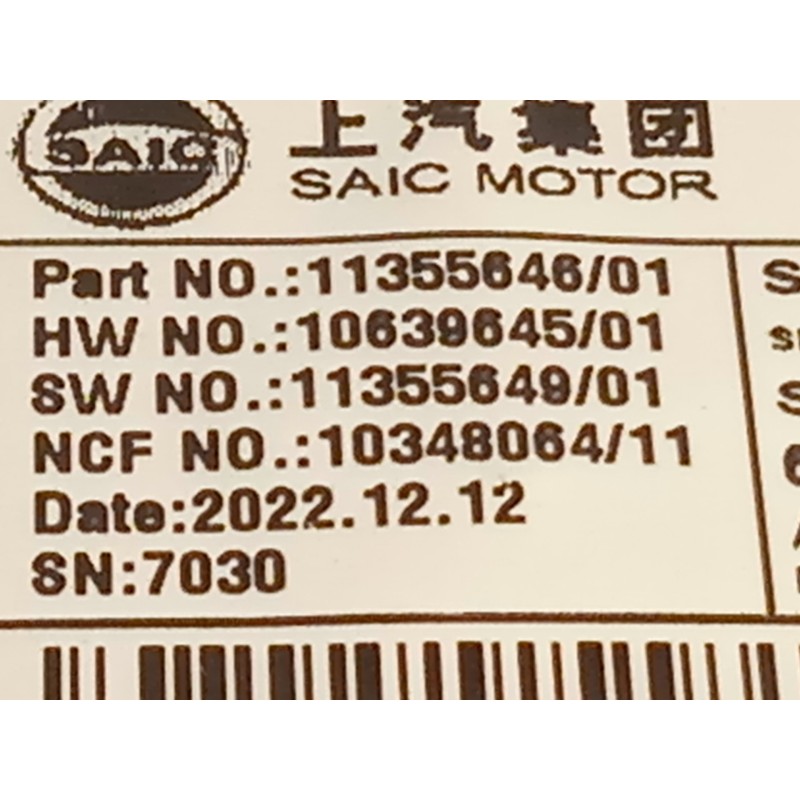 SAIC
上汽集团
SAIC MOTOR
Part NO.:11355646/01
HW NO.:10639645/01
SW NO.:11355649/01
NCF NO.:10348064/11
Date:2022.12.12
SN:7030